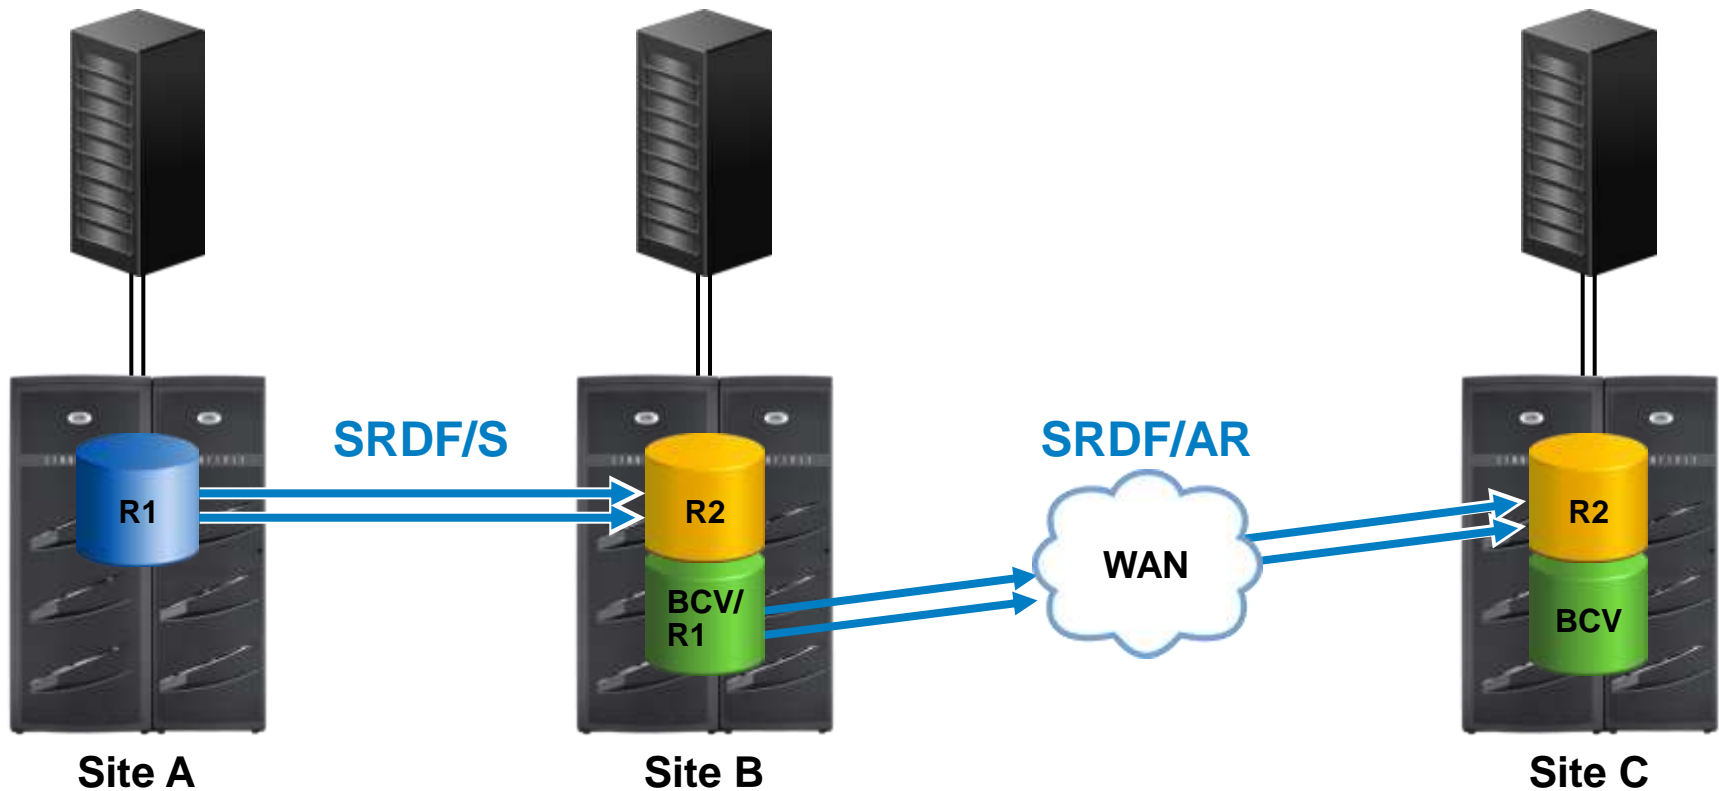 SRDF/S
SRDF/AR
R1
R2
BCV/
R1
WAN
R2
BCV
Site A
Site B
Site C